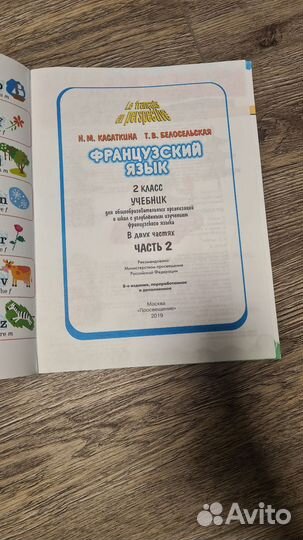 Le français
en perspective
Н. М. КАСАТКИНА Т. В. БЕЛОСЕЛЬСКАЯ
ФРАНЦУЗСКИЙ
ЯЗЫК
2 КЛАСС
УЧЕБНИК
для общеобразовательных организаций
и школ с углублённым изучением
французского языка
В двух частях
ЧАСТЬ 2
Рекомендовано
Министерством просвещения
Российской Федерации
8-е издание, переработанное
и дополненное
Москва
«Просвещение»
2019
Avito